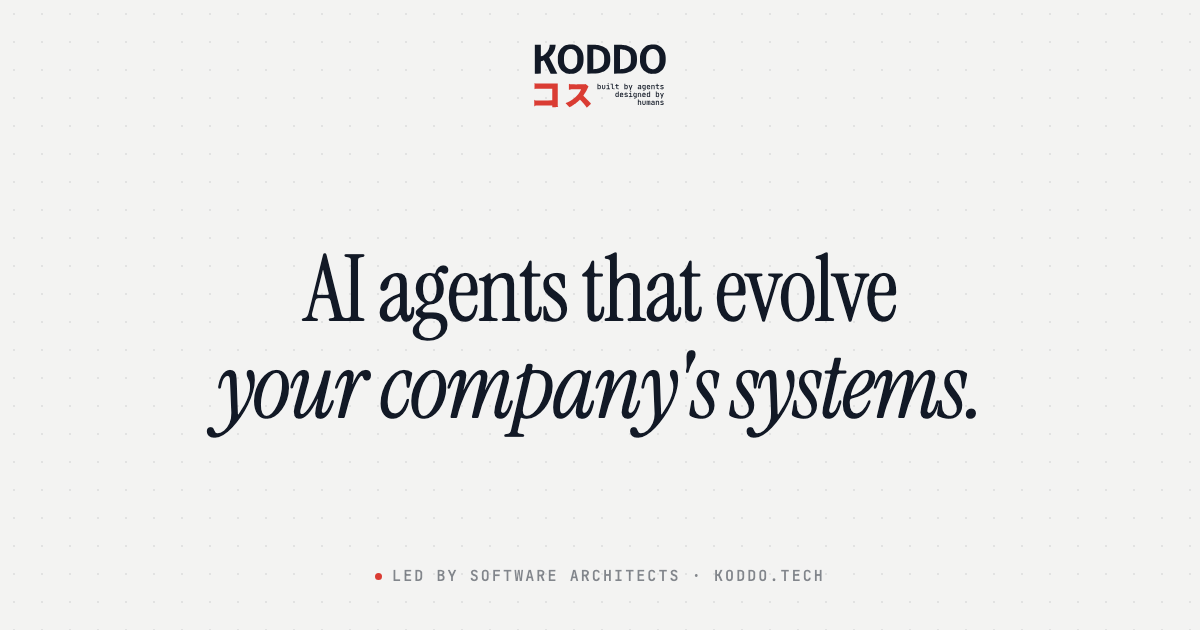 KODDO
コス
built by agents
designed by
humans
AI agents that evolve
your company's systems.
LED BY SOFTWARE ARCHITECTS · KODDO.TECH